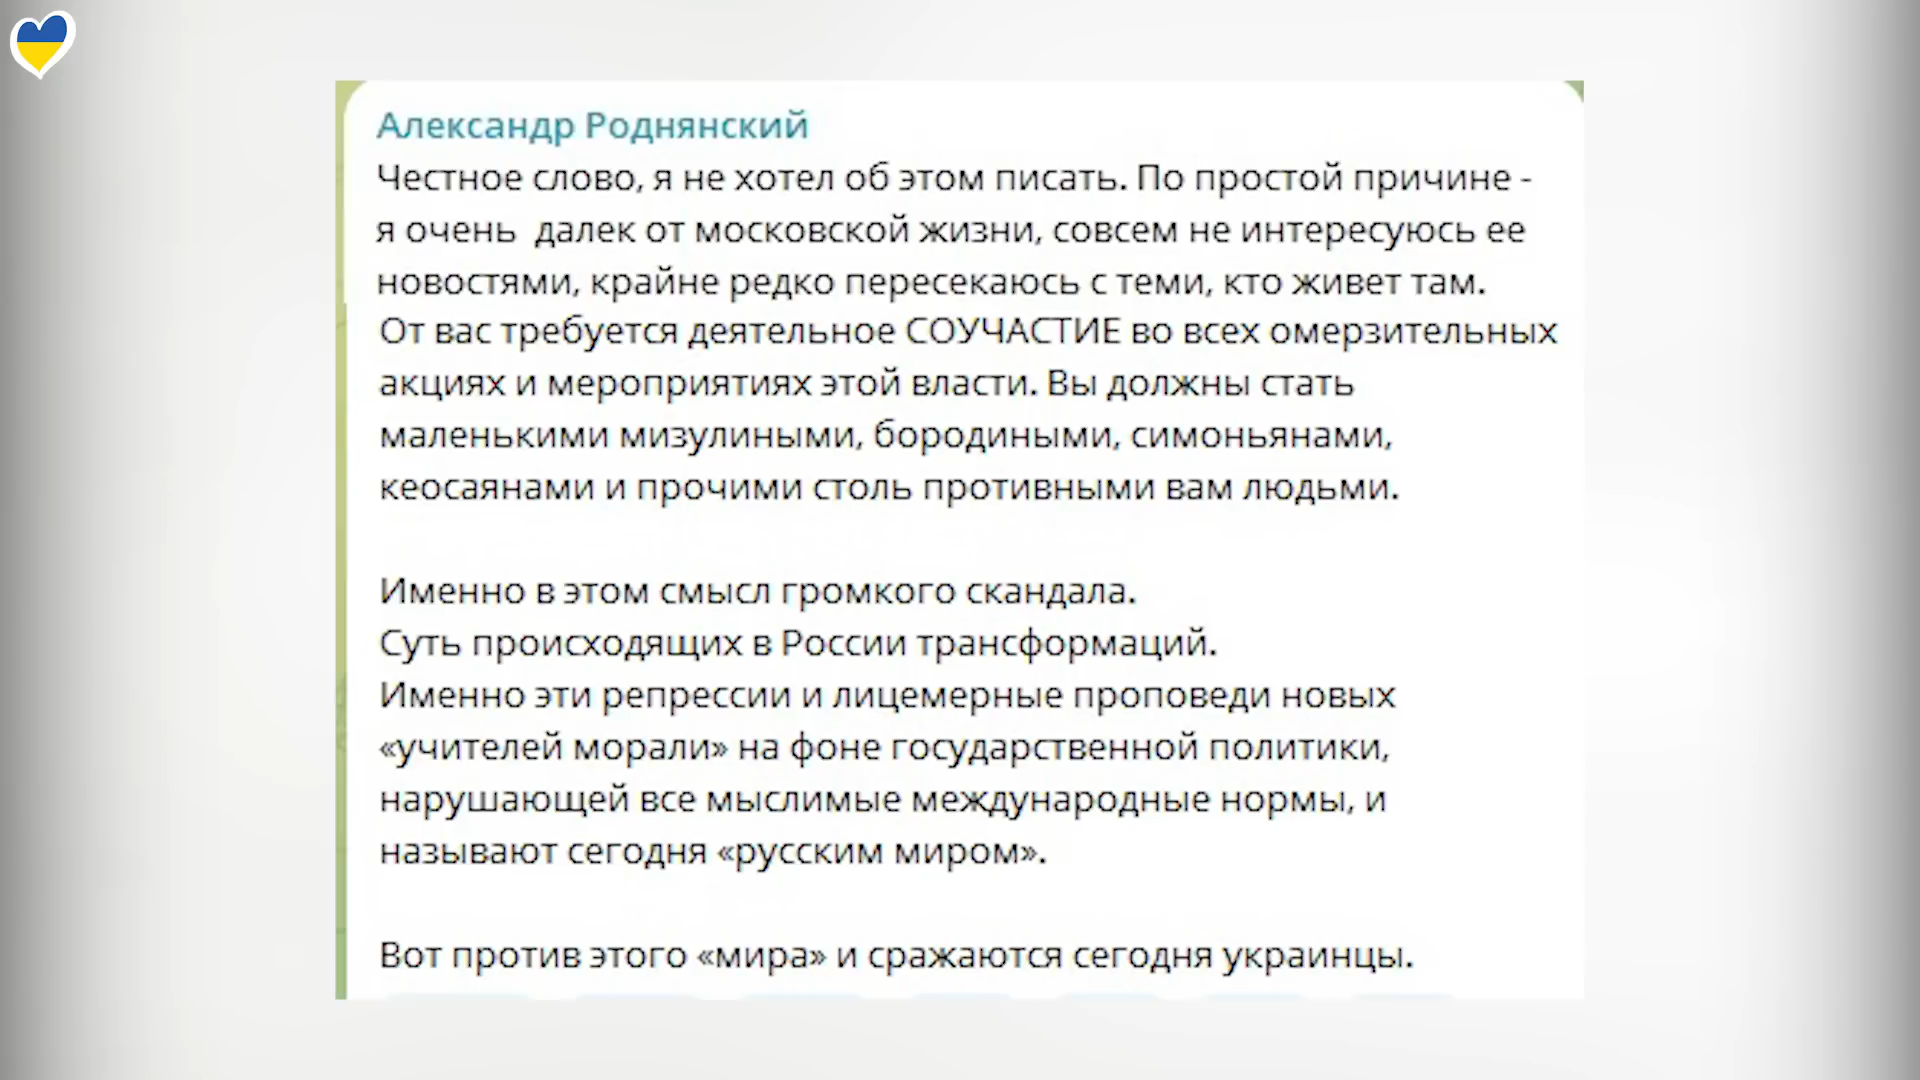 Александр Роднянский
Честное слово, я не хотел об этом писать. По простой причине -
я очень  далек от московской жизни, совсем не интересуюсь ее
новостями, крайне редко пересекаюсь с теми, кто живет там.
От вас требуется деятельное СОУЧАСТИЕ во всех омерзительных
акциях и мероприятиях этой власти. Вы должны стать
маленькими мизулиными, бородиными, симоньянами,
кеосаянами и прочими столь противными вам людьми.
Именно в этом смысл громкого скандала.
Суть происходящих в России трансформаций.
Именно эти репрессии и лицемерные проповеди новых
«учителей морали» на фоне государственной политики,
нарушающей все мыслимые международные нормы, и
называют сегодня «русским миром».
Вот против этого «мира» и сражаются сегодня украинцы.